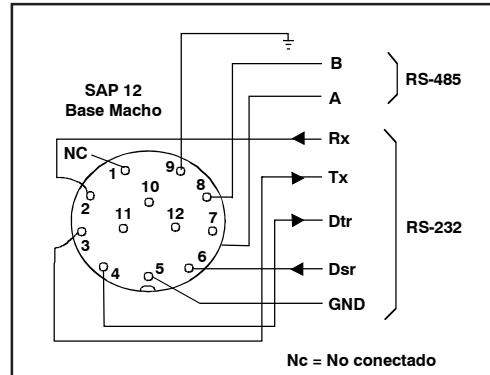 SAP 12
Base Macho
NC
1
2
3
4
5
6
7
8
9
10
11
12
B
A
RS-485
Rx
Tx
Dtr
Dsr
GND
RS-232
Nc = No conectado